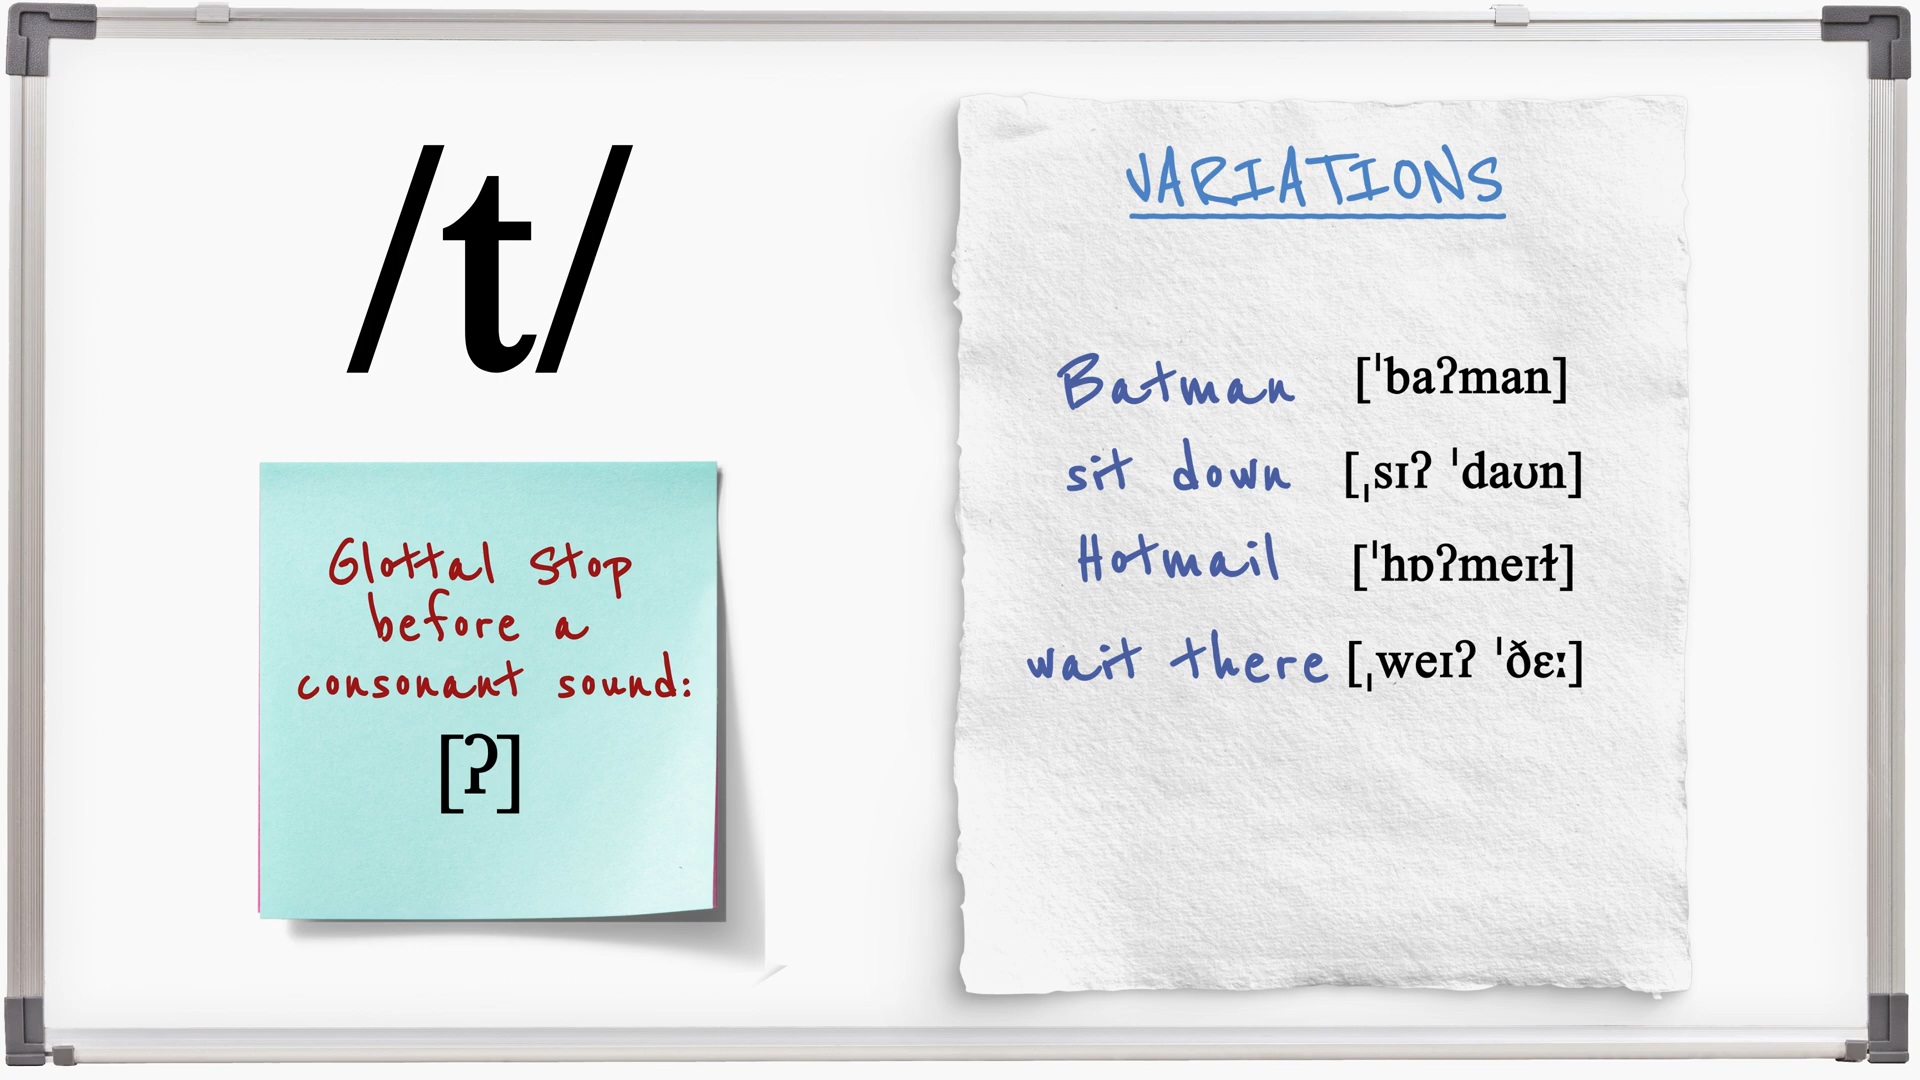 /t/
Glottal Stop
before a
consonant sound:
[ʔ]
VARIATIONS
Batman [ˈbaʔman]
sit down [ˌsɪʔ ˈdaʊn]
Hotmail [ˈhɒʔmeɪɫ]
wait there [ˌweɪʔ ˈðɛː]